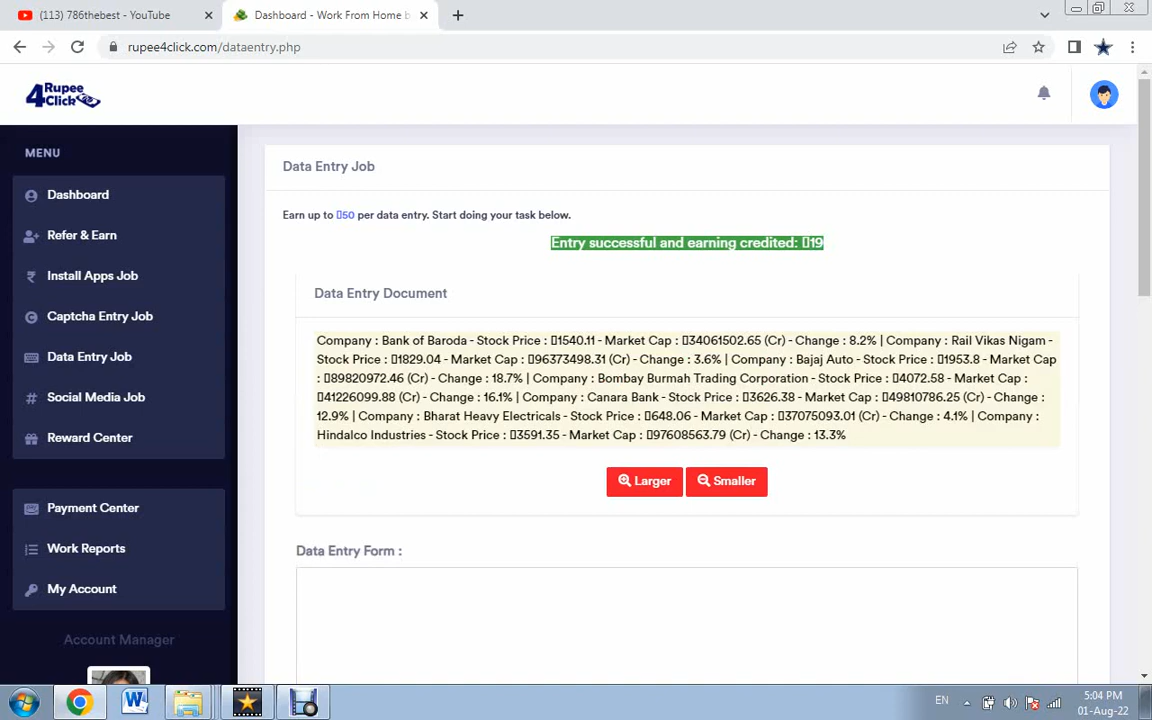 (113) 786thebest - YouTube
Dashboard - Work From Home b
rupee4click.com/dataentry.php
4 Rupee Click
MENU
Dashboard
Refer & Earn
Install Apps Job
Captcha Entry Job
Data Entry Job
Social Media Job
Reward Center
Payment Center
Work Reports
My Account
Account Manager
Data Entry Job
Earn up to ▯50 per data entry. Start doing your task below.
Entry successful and earning credited: ▯19
Data Entry Document
Company : Bank of Baroda - Stock Price : ▯1540.11 - Market Cap : ▯34061502.65 (Cr) - Change : 8.2% | Company : Rail Vikas Nigam -
Stock Price : ▯1829.04 - Market Cap : ▯96373498.31 (Cr) - Change : 3.6% | Company : Bajaj Auto - Stock Price : ▯1953.8 - Market Cap
: ▯89820972.46 (Cr) - Change : 18.7% | Company : Bombay Burmah Trading Corporation - Stock Price : ▯4072.58 - Market Cap :
▯41226099.88 (Cr) - Change : 16.1% | Company : Canara Bank - Stock Price : ▯3626.38 - Market Cap : ▯49810786.25 (Cr) - Change :
12.9% | Company : Bharat Heavy Electricals - Stock Price : ▯648.06 - Market Cap : ▯37075093.01 (Cr) - Change : 4.1% | Company :
Hindalco Industries - Stock Price : ▯3591.35 - Market Cap : ▯97608563.79 (Cr) - Change : 13.3%
Larger
Smaller
Data Entry Form :
EN
5:04 PM
01-Aug-22